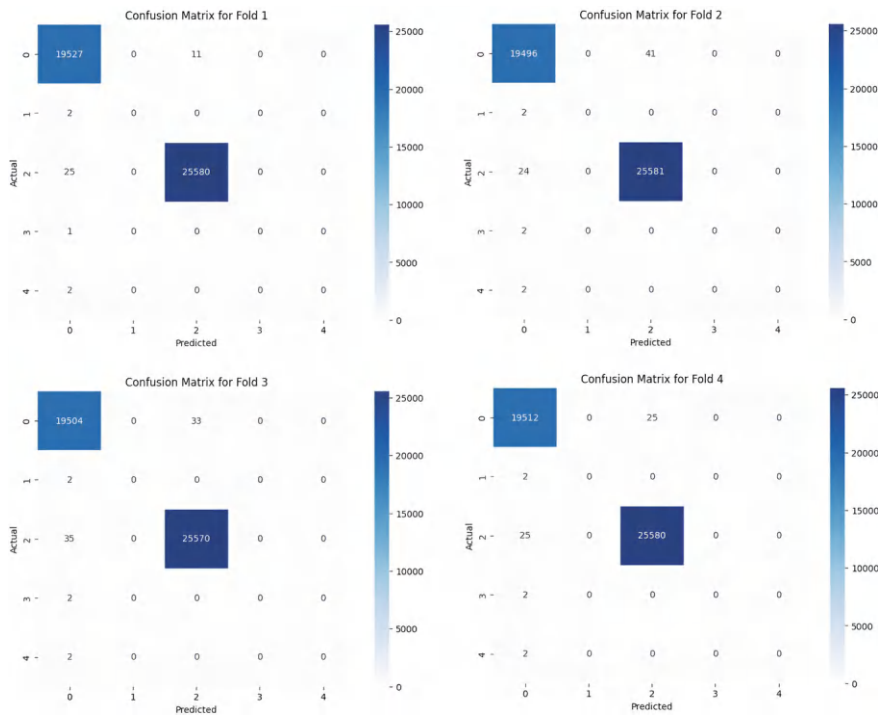 Confusion Matrix for Fold 1
0 19527 0 11 0 0
1 2 0 0 0 0
2 25 0 25580 0 0
3 1 0 0 0 0
4 2 0 0 0 0
0 1 2 3 4
Predicted
Actual
25000
20000
15000
10000
5000
0
Confusion Matrix for Fold 2
0 19496 0 41 0 0
1 2 0 0 0 0
2 24 0 25581 0 0
3 2 0 0 0 0
4 2 0 0 0 0
0 1 2 3 4
Predicted
Actual
25000
20000
15000
10000
5000
0
Confusion Matrix for Fold 3
0 19504 0 33 0 0
1 2 0 0 0 0
2 35 0 25570 0 0
3 2 0 0 0 0
4 2 0 0 0 0
0 1 2 3 4
Predicted
Actual
25000
20000
15000
10000
5000
0
Confusion Matrix for Fold 4
0 19512 0 25 0 0
1 2 0 0 0 0
2 25 0 25580 0 0
3 2 0 0 0 0
4 2 0 0 0 0
0 1 2 3 4
Predicted
Actual
25000
20000
15000
10000
5000
0